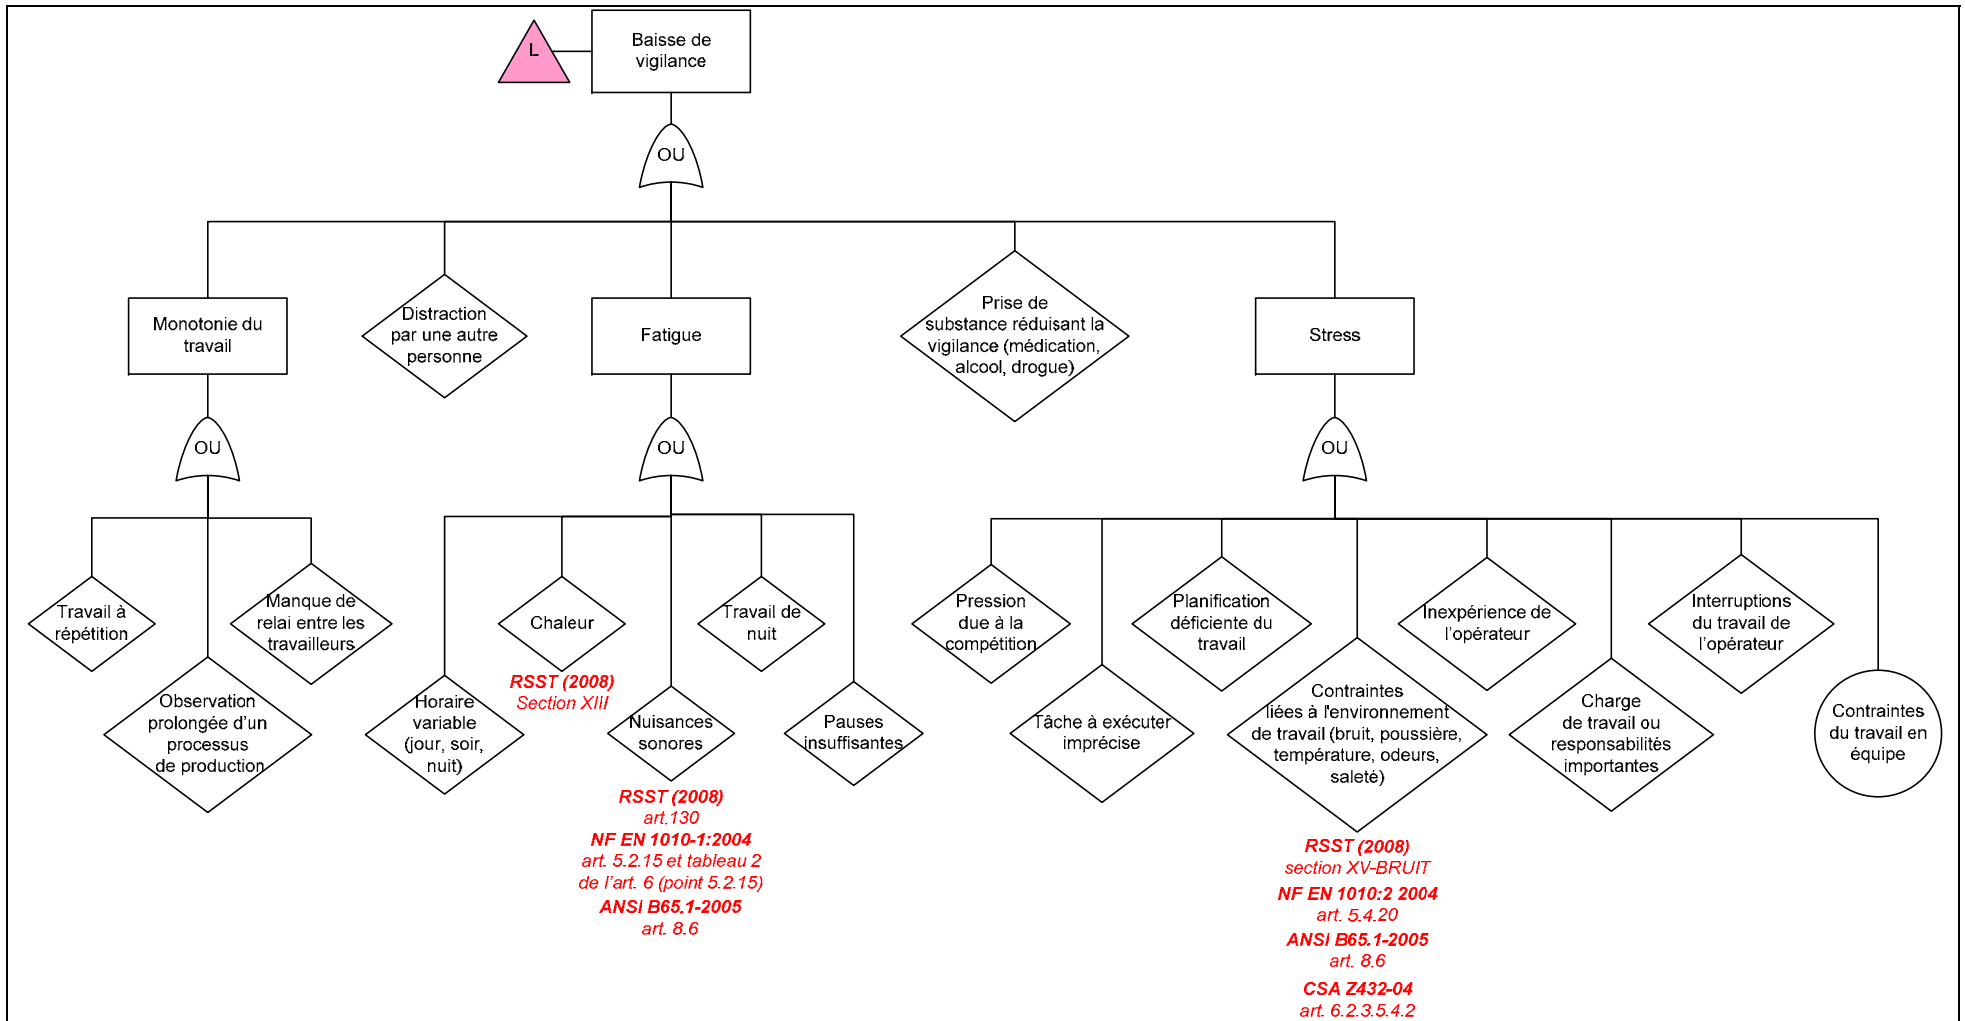 L
Baisse de
vigilance
OU
Monotonie du
travail
Distraction
par une autre
personne
Fatigue
Prise de
substance réduisant la
vigilance (médication,
alcool, drogue)
Stress
OU
OU
OU
Travail à
répétition
Observation
prolongée d'un
processus
de production
Manque de
relai entre les
travailleurs
Horaire
variable
(jour, soir,
nuit)
Chaleur
RSST (2008)
Section XIII
Nuisances
sonores
RSST (2008)
art.130
NF EN 1010-1:2004
art. 5.2.15 et tableau 2
de l'art. 6 (point 5.2.15)
ANSI B65.1-2005
art. 8.6
Travail de
nuit
Pauses
insuffisantes
Pression
due à la
compétition
Tâche à exécuter
imprécise
Planification
déficiente du
travail
Contraintes
liées à l'environnement
de travail (bruit, poussière,
température, odeurs,
saleté)
RSST (2008)
section XV-BRUIT
NF EN 1010:2 2004
art. 5.4.20
ANSI B65.1-2005
art. 8.6
CSA Z432-04
art. 6.2.3.5.4.2
Inexpérience de
l'opérateur
Charge
de travail ou
responsabilités
importantes
Interruptions
du travail de
l'opérateur
Contraintes
du travail en
équipe